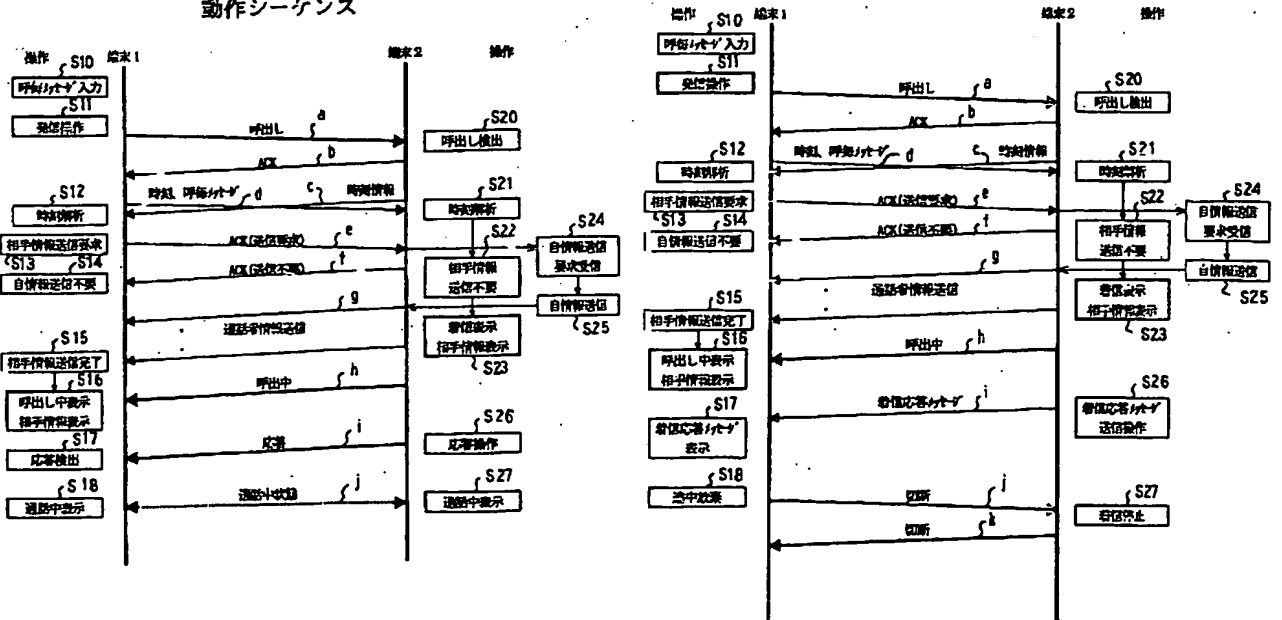 動作シーケンス
操作
端末1
端末2
操作
S10
呼毎メッセージ入力
S11
発信操作
呼出し
a
S20
呼出し検出
ACK
b
S12
時刻解析
時刻、呼毎メッセージ
d
c
時刻情報
S21
時刻解析
相手情報送信要求
S13
ACK(送信要求)
e
S22
相手情報
送信不要
S24
自情報送信
要求受信
S14
自情報送信不要
ACK(送信不要)
f
g
通話者情報送信
自情報送信
S25
着信表示
相手情報表示
S23
S15
相手情報送信完了
S16
呼出し中表示
相手情報表示
呼出中
h
S17
応答検出
応答
i
S26
応答操作
S18
通話中表示
通話中状態
j
S27
通話中表示
操作
端末1
端末2
操作
S10
呼毎メッセージ入力
S11
発信操作
呼出し
a
S20
呼出し検出
ACK
b
S12
時刻解析
時刻、呼毎メッセージ
d
c
時刻情報
S21
時刻解析
相手情報送信要求
S13
ACK(送信要求)
e
S22
相手情報
送信不要
S24
自情報送信
要求受信
S14
自情報送信不要
ACK(送信不要)
f
g
通話者情報送信
自情報送信
S25
着信表示
相手情報表示
S23
S15
相手情報送信完了
S16
呼出し中表示
相手情報表示
呼出中
h
S17
着信応答メッセージ
表示
着信応答メッセージ
i
S26
着信応答メッセージ
送信操作
S18
途中放棄
切断
j
S27
着信停止
切断
k